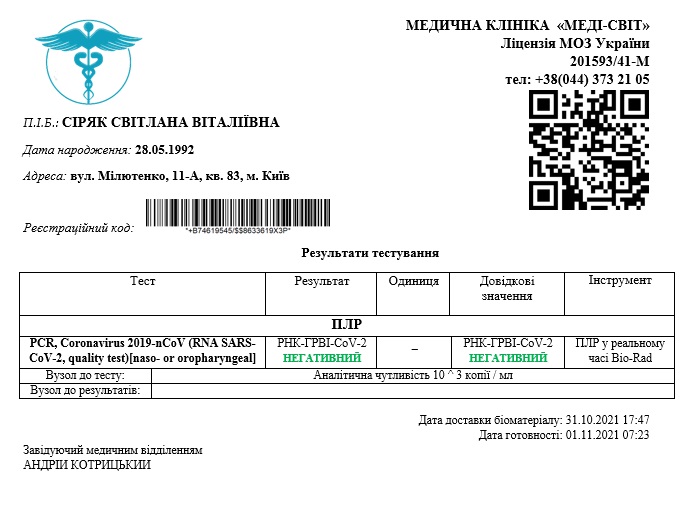 МЕДИЧНА КЛІНІКА «МЕДІ-СВІТ»
Ліцензія МОЗ України
201593/41-М
тел: +38(044) 373 21 05
П.І.Б.: СІРЯК СВІТЛАНА ВІТАЛІЇВНА
Дата народження: 28.05.1992
Адреса: вул. Мілютенко, 11-А, кв. 83, м. Київ
Реєстраційний код:
*+B74619545/$$8633619X3P*
Результати тестування
Тест Результат Одиниця Довідкові значення Інструмент
ПЛР
PCR, Coronavirus 2019-nCoV (RNA SARS- РНК-ГРВІ-CoV-2 – РНК-ГРВІ-CoV-2 ПЛР у реальному
CoV-2, quality test)[naso- or oropharyngeal] НЕГАТИВНИЙ НЕГАТИВНИЙ часі Bio-Rad
Вузол до тесту: Аналітична чутливість 10 ^ 3 копії / мл
Вузол до результатів:
Дата доставки біоматеріалу: 31.10.2021 17:47
Дата готовності: 01.11.2021 07:23
Завідуючий медичним відділенням
АНДРІИ КОТРИЦЬКИИ